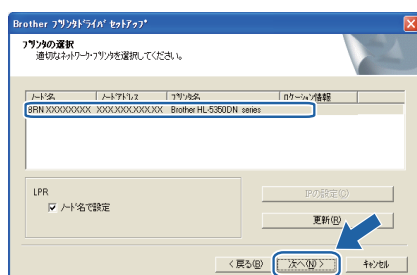 Brother プリンタドライバ セットアップ
プリンタの選択
適切なネットワーク・プリンタを選択してください。
ノード名 ノードアドレス プリンタ名 ロケーション情報
BRN XXXXXXXXX XXX.XXX.XXX.XXX Brother HL-5350DN series
LPR
ノード名で設定
IPの設定(O)
更新(R)
< 戻る(B) 次へ(N) > キャンセル